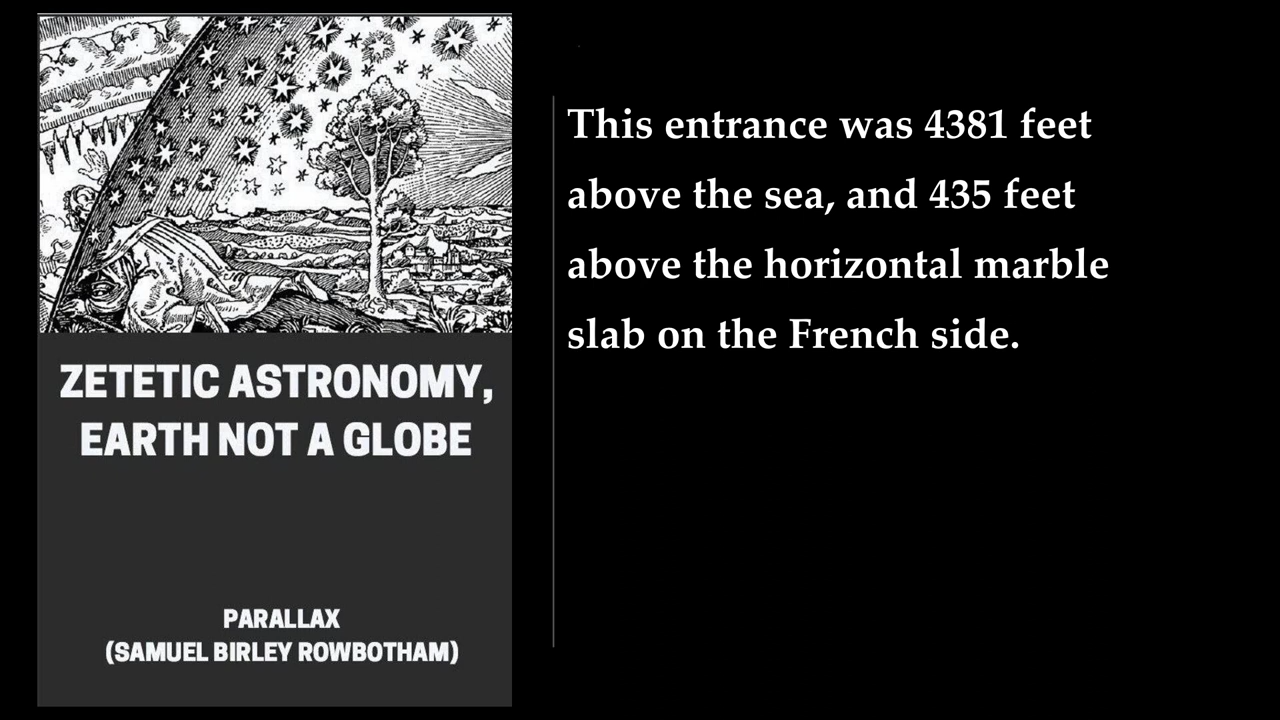 ZETETIC ASTRONOMY,
EARTH NOT A GLOBE
PARALLAX
(SAMUEL BIRLEY ROWBOTHAM)
This entrance was 4381 feet
above the sea, and 435 feet
above the horizontal marble
slab on the French side.